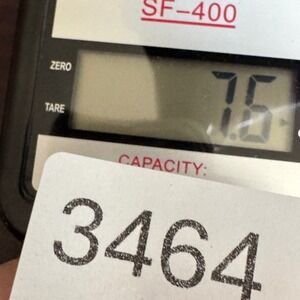 SF-400
ZERO
7.6
TARE
CAPACITY:
3464